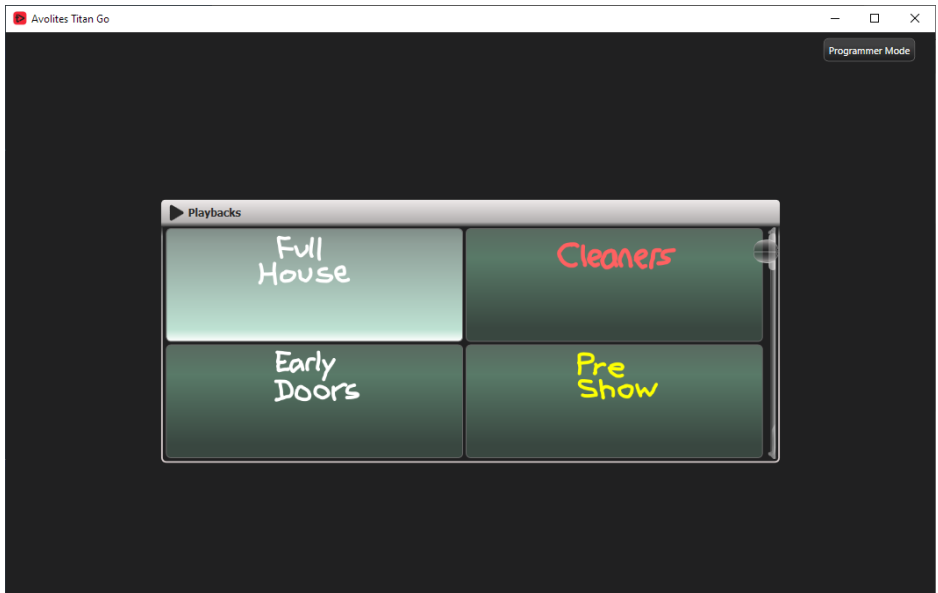 Avolites Titan Go
Programmer Mode
Playbacks
Full
House
Cleaners
Early
Doors
Pre
Show